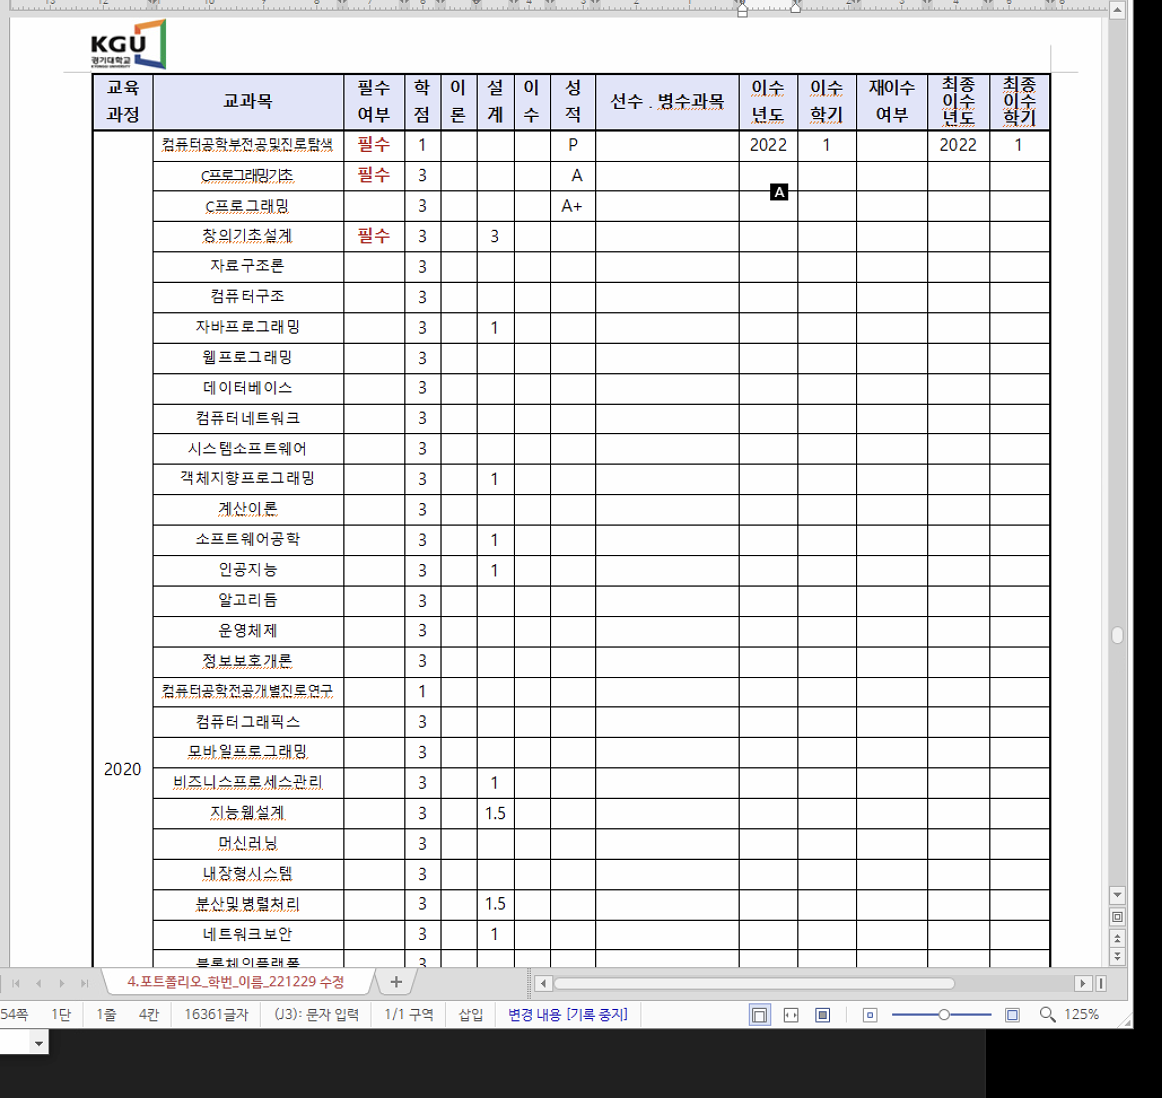 KGU
경기대학교
KYONGGI UNIVERSITY
교육 과정 교과목 필수 여부 학점 이론 설계 이수 성적 선수 . 병수과목 이수 년도 이수 학기 재이수 여부 최종 이수 년도 최종 이수 학기
컴퓨터공학부전공및진로탐색 필수 1 P 2022 1 2022 1
C프로그래밍기초 필수 3 A
A
C프로그래밍 3 A+
창의기초설계 필수 3 3
자료구조론 3
컴퓨터구조 3
자바프로그래밍 3 1
웹프로그래밍 3
데이터베이스 3
컴퓨터네트워크 3
시스템소프트웨어 3
객체지향프로그래밍 3 1
계산이론 3
소프트웨어공학 3 1
인공지능 3 1
알고리듬 3
운영체제 3
정보보호개론 3
컴퓨터공학전공개별진로연구 1
컴퓨터그래픽스 3
모바일프로그래밍 3
2020
비즈니스프로세스관리 3 1
지능웹설계 3 1.5
머신러닝 3
내장형시스템 3
분산및병렬처리 3 1.5
네트워크보안 3 1
블록체인플랫폼 3
4.포트폴리오_학번_이름_221229 수정
54쪽 1단 1줄 4칸 16361글자 (J3): 문자 입력 1/1 구역 삽입 변경 내용 [기록 중지] 125%